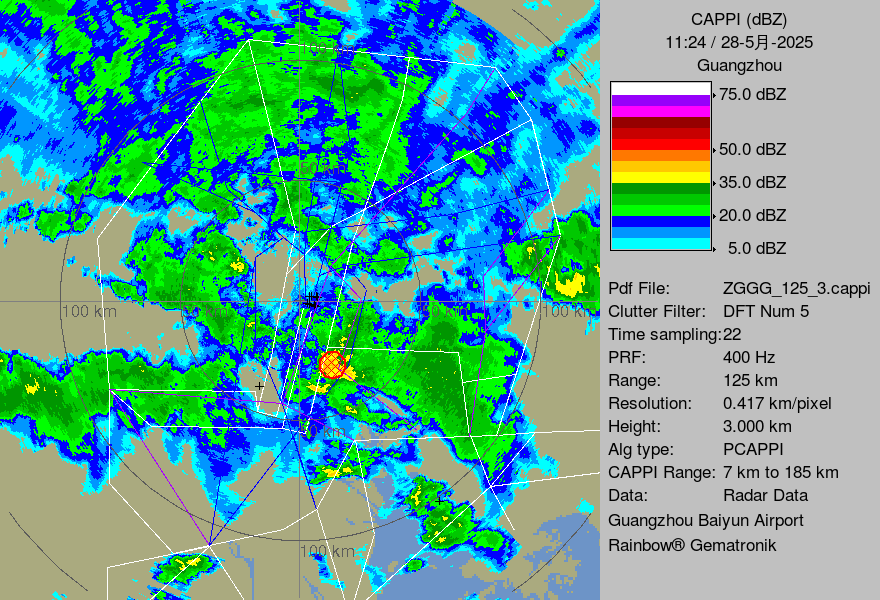 CAPPI (dBZ)
11:24 / 28-5月-2025
Guangzhou
75.0 dBZ
50.0 dBZ
35.0 dBZ
20.0 dBZ
5.0 dBZ
Pdf File: ZGGG_125_3.cappi
Clutter Filter: DFT Num 5
Time sampling:22
PRF: 400 Hz
Range: 125 km
Resolution: 0.417 km/pixel
Height: 3.000 km
Alg type: PCAPPI
CAPPI Range: 7 km to 185 km
Data: Radar Data
Guangzhou Baiyun Airport
Rainbow® Gematronik
100 km
100 km
100 km